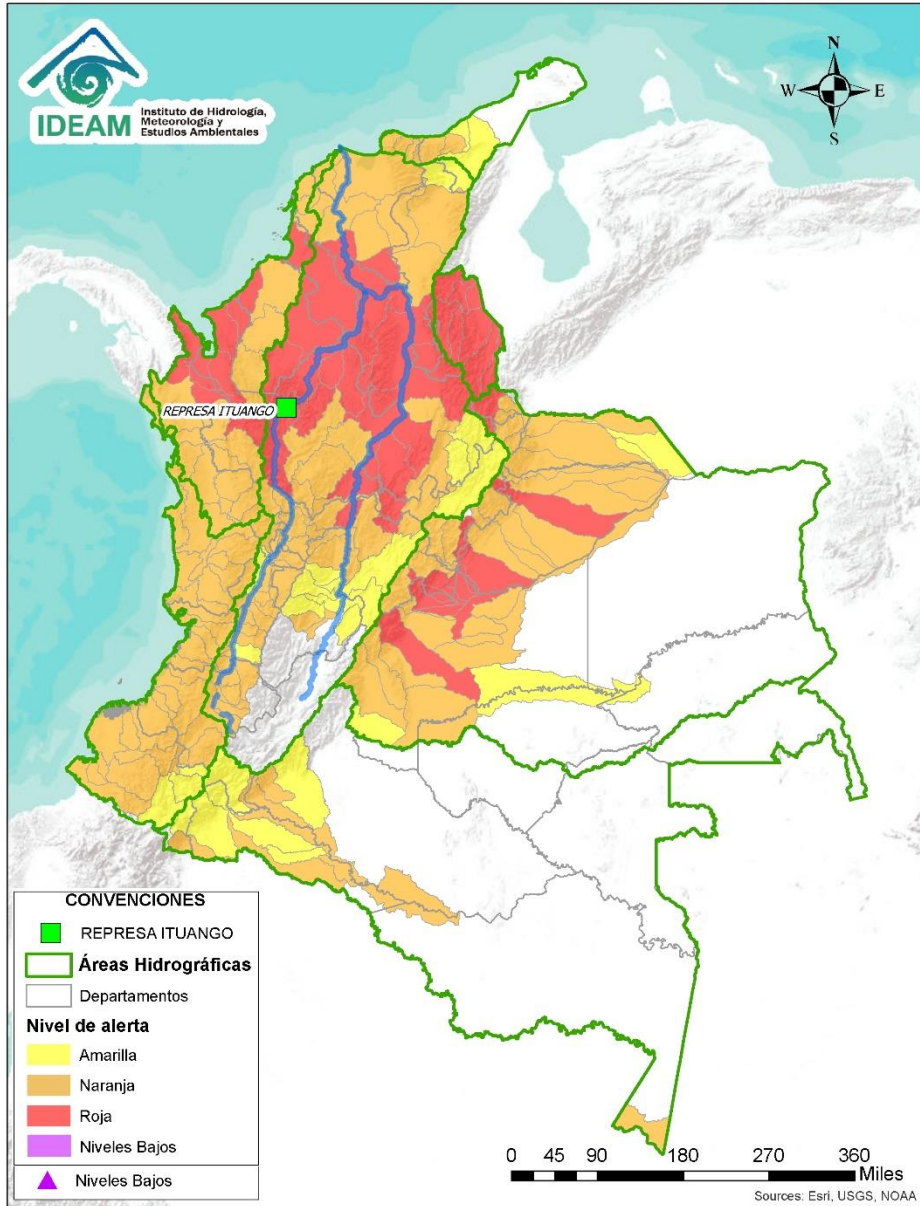 IDEAM
Instituto de Hidrología,
Meteorología y
Estudios Ambientales
N
W E
S
REPRESA ITUANGO
CONVENCIONES
REPRESA ITUANGO
Áreas Hidrográficas
Departamentos
Nivel de alerta
Amarilla
Naranja
Roja
Niveles Bajos
Niveles Bajos
0 45 90 180 270 360
Miles
Sources: Esri, USGS, NOAA